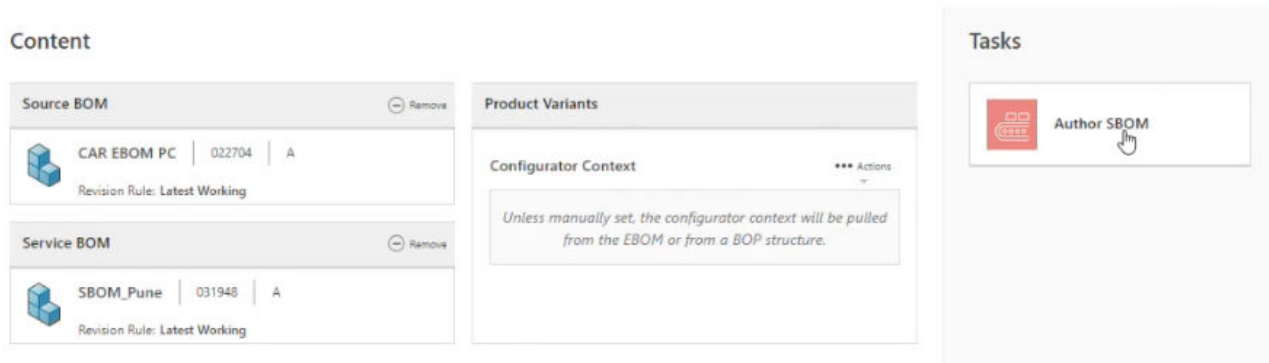 Content
Tasks
Source BOM
Remove
CAR EBOM PC
022704
A
Revision Rule: Latest Working
Service BOM
Remove
SBOM_Pune
031948
A
Revision Rule: Latest Working
Product Variants
Configurator Context
Actions
Unless manually set, the configurator context will be pulled
from the EBOM or from a BOP structure.
Author SBOM